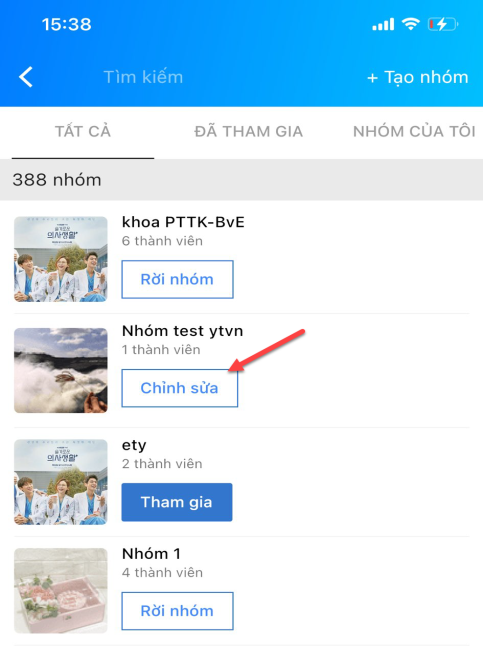 15:38
Tìm kiếm
+ Tạo nhóm
TẤT CẢ
ĐÃ THAM GIA
NHÓM CỦA TÔI
388 nhóm
khoa PTTK-BvE
6 thành viên
의사생활
Rời nhóm
Nhóm test ytvn
1 thành viên
Chỉnh sửa
ety
2 thành viên
의사생활
Tham gia
Nhóm 1
4 thành viên
Rời nhóm